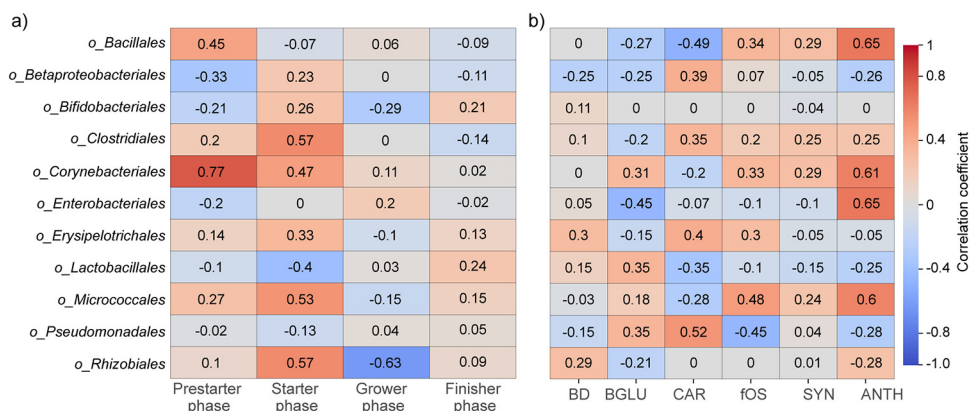 a)
b)
o_Bacillales 0.45 -0.07 0.06 -0.09 0 -0.27 -0.49 0.34 0.29 0.65
o_Betaproteobacteriales -0.33 0.23 0 -0.11 -0.25 -0.25 0.39 0.07 -0.05 -0.26
o_Bifidobacteriales -0.21 0.26 -0.29 0.21 0.11 0 0 0 -0.04 0
o_Clostridiales 0.2 0.57 0 -0.14 0.1 -0.2 0.35 0.2 0.25 0.25
o_Corynebacteriales 0.77 0.47 0.11 0.02 0 0.31 -0.2 0.33 0.29 0.61
o_Enterobacteriales -0.2 0 0.2 -0.02 0.05 -0.45 -0.07 -0.1 -0.1 0.65
o_Erysipelotrichales 0.14 0.33 -0.1 0.13 0.3 -0.15 0.4 0.3 -0.05 -0.05
o_Lactobacillales -0.1 -0.4 0.03 0.24 0.15 0.35 -0.35 -0.1 -0.15 -0.25
o_Micrococcales 0.27 0.53 -0.15 0.15 -0.03 0.18 -0.28 0.48 0.24 0.6
o_Pseudomonadales -0.02 -0.13 0.04 0.05 -0.15 0.35 0.52 -0.45 0.04 -0.28
o_Rhizobiales 0.1 0.57 -0.63 0.09 0.29 -0.21 0 0 0.01 -0.28
Prestarter phase
Starter phase
Grower phase
Finisher phase
BD BGLU CAR fOS SYN ANTH
1
0.8
0.4
0
-0.4
-0.8
-1.0
Correlation coefficient